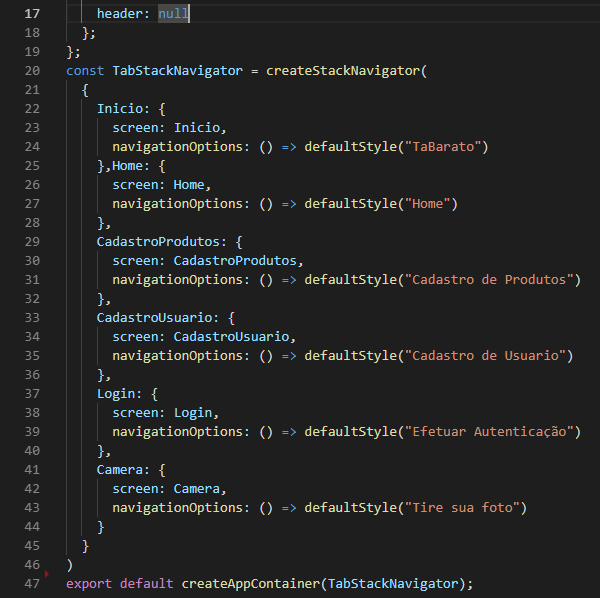 17 header: null
18 };
19 };
20 const TabStackNavigator = createStackNavigator(
21 {
22 Inicio: {
23 screen: Inicio,
24 navigationOptions: () => defaultStyle("TaBarato")
25 },Home: {
26 screen: Home,
27 navigationOptions: () => defaultStyle("Home")
28 },
29 CadastroProdutos: {
30 screen: CadastroProdutos,
31 navigationOptions: () => defaultStyle("Cadastro de Produtos")
32 },
33 CadastroUsuario: {
34 screen: CadastroUsuario,
35 navigationOptions: () => defaultStyle("Cadastro de Usuario")
36 },
37 Login: {
38 screen: Login,
39 navigationOptions: () => defaultStyle("Efetuar Autenticação")
40 },
41 Camera: {
42 screen: Camera,
43 navigationOptions: () => defaultStyle("Tire sua foto")
44 }
45 }
46 )
47 export default createAppContainer(TabStackNavigator);